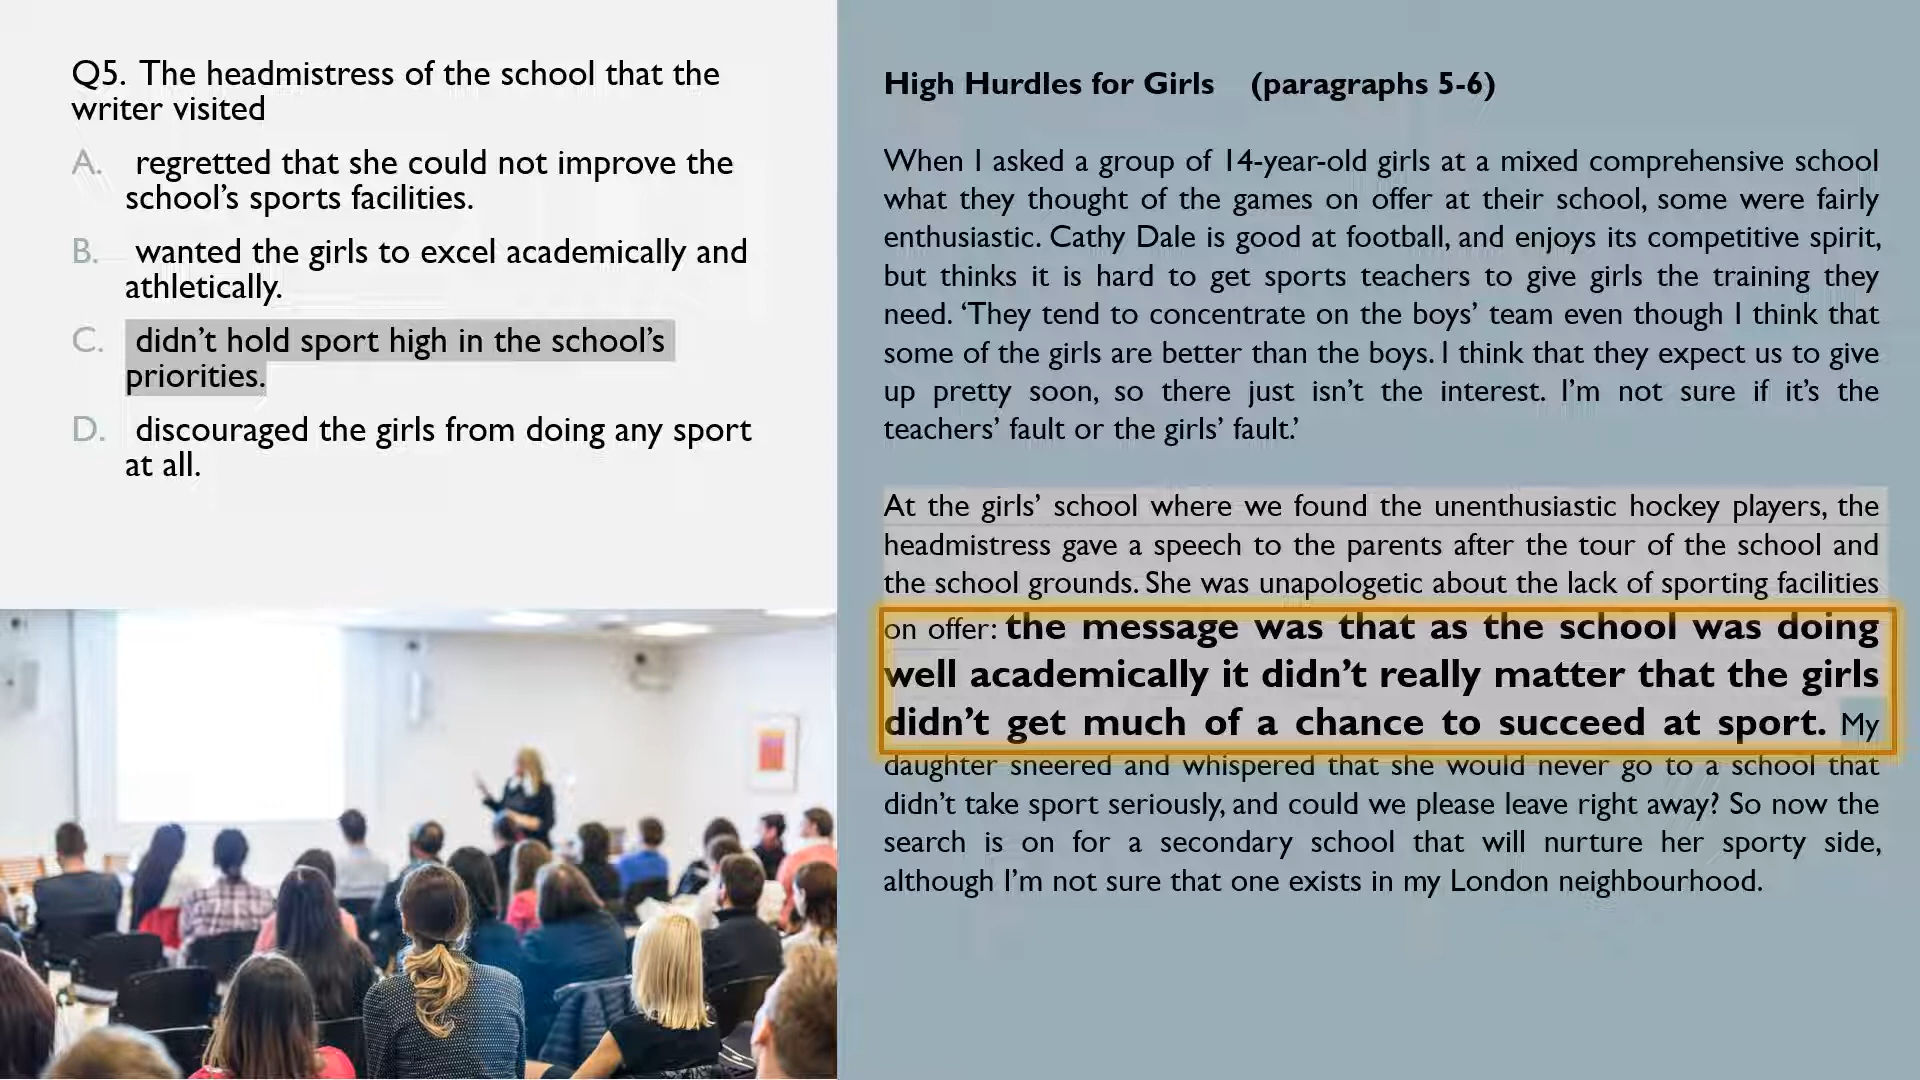 Q5. The headmistress of the school that the
writer visited
A. regretted that she could not improve the
school's sports facilities.
B. wanted the girls to excel academically and
athletically.
C. didn't hold sport high in the school's
priorities.
D. discouraged the girls from doing any sport
at all.
High Hurdles for Girls (paragraphs 5-6)
When I asked a group of 14-year-old girls at a mixed comprehensive school
what they thought of the games on offer at their school, some were fairly
enthusiastic. Cathy Dale is good at football, and enjoys its competitive spirit,
but thinks it is hard to get sports teachers to give girls the training they
need. ‘They tend to concentrate on the boys’ team even though I think that
some of the girls are better than the boys. I think that they expect us to give
up pretty soon, so there just isn’t the interest. I’m not sure if it’s the
teachers’ fault or the girls’ fault.’
At the girls’ school where we found the unenthusiastic hockey players, the
headmistress gave a speech to the parents after the tour of the school and
the school grounds. She was unapologetic about the lack of sporting facilities
on offer: the message was that as the school was doing
well academically it didn’t really matter that the girls
didn’t get much of a chance to succeed at sport. My
daughter sneered and whispered that she would never go to a school that
didn’t take sport seriously, and could we please leave right away? So now the
search is on for a secondary school that will nurture her sporty side,
although I’m not sure that one exists in my London neighbourhood.